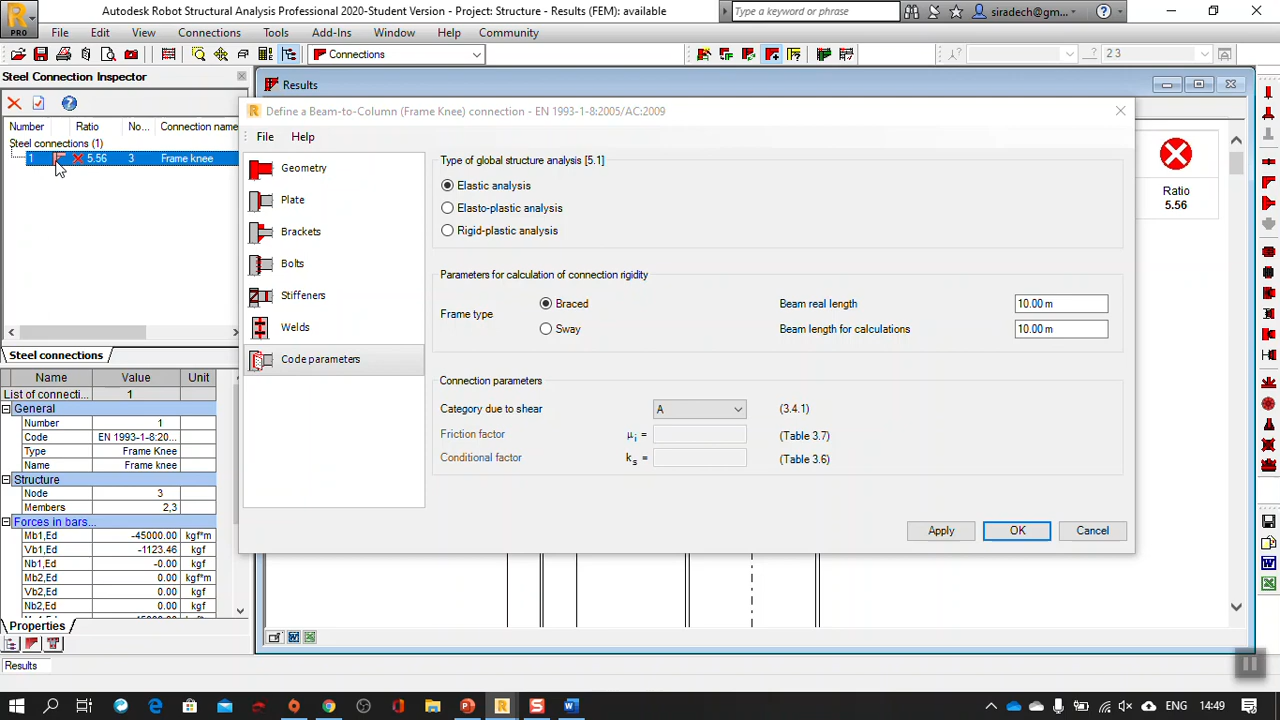 Autodesk Robot Structural Analysis Professional 2020-Student Version - Project: Structure - Results (FEM): available
Type a keyword or phrase
siradech@gm...
PRO
File Edit View Connections Tools Add-Ins Window Help Community
Connections
2 3
Steel Connection Inspector
Results
Number Ratio No... Connection name
Steel connections (1)
1 5.56 3 Frame knee
Steel connections
Name Value Unit
List of connecti... 1
General
Number 1
Code EN 1993-1-8:20...
Type Frame Knee
Name Frame knee
Structure
Node 3
Members 2,3
Forces in bars...
Mb1,Ed -45000.00 kgf*m
Vb1,Ed -1123.46 kgf
Nb1,Ed -0.00 kgf
Mb2,Ed 0.00 kgf*m
Vb2,Ed 0.00 kgf
Nb2,Ed 0.00 kgf
Properties
Results
Define a Beam-to-Column (Frame Knee) connection - EN 1993-1-8:2005/AC:2009
File Help
Geometry
Plate
Brackets
Bolts
Stiffeners
Welds
Code parameters
Type of global structure analysis [5.1]
Elastic analysis
Elasto-plastic analysis
Rigid-plastic analysis
Parameters for calculation of connection rigidity
Frame type
Braced
Sway
Beam real length 10.00 m
Beam length for calculations 10.00 m
Connection parameters
Category due to shear A (3.4.1)
Friction factor μi = (Table 3.7)
Conditional factor ks = (Table 3.6)
Apply OK Cancel
Ratio
5.56
ENG 14:49